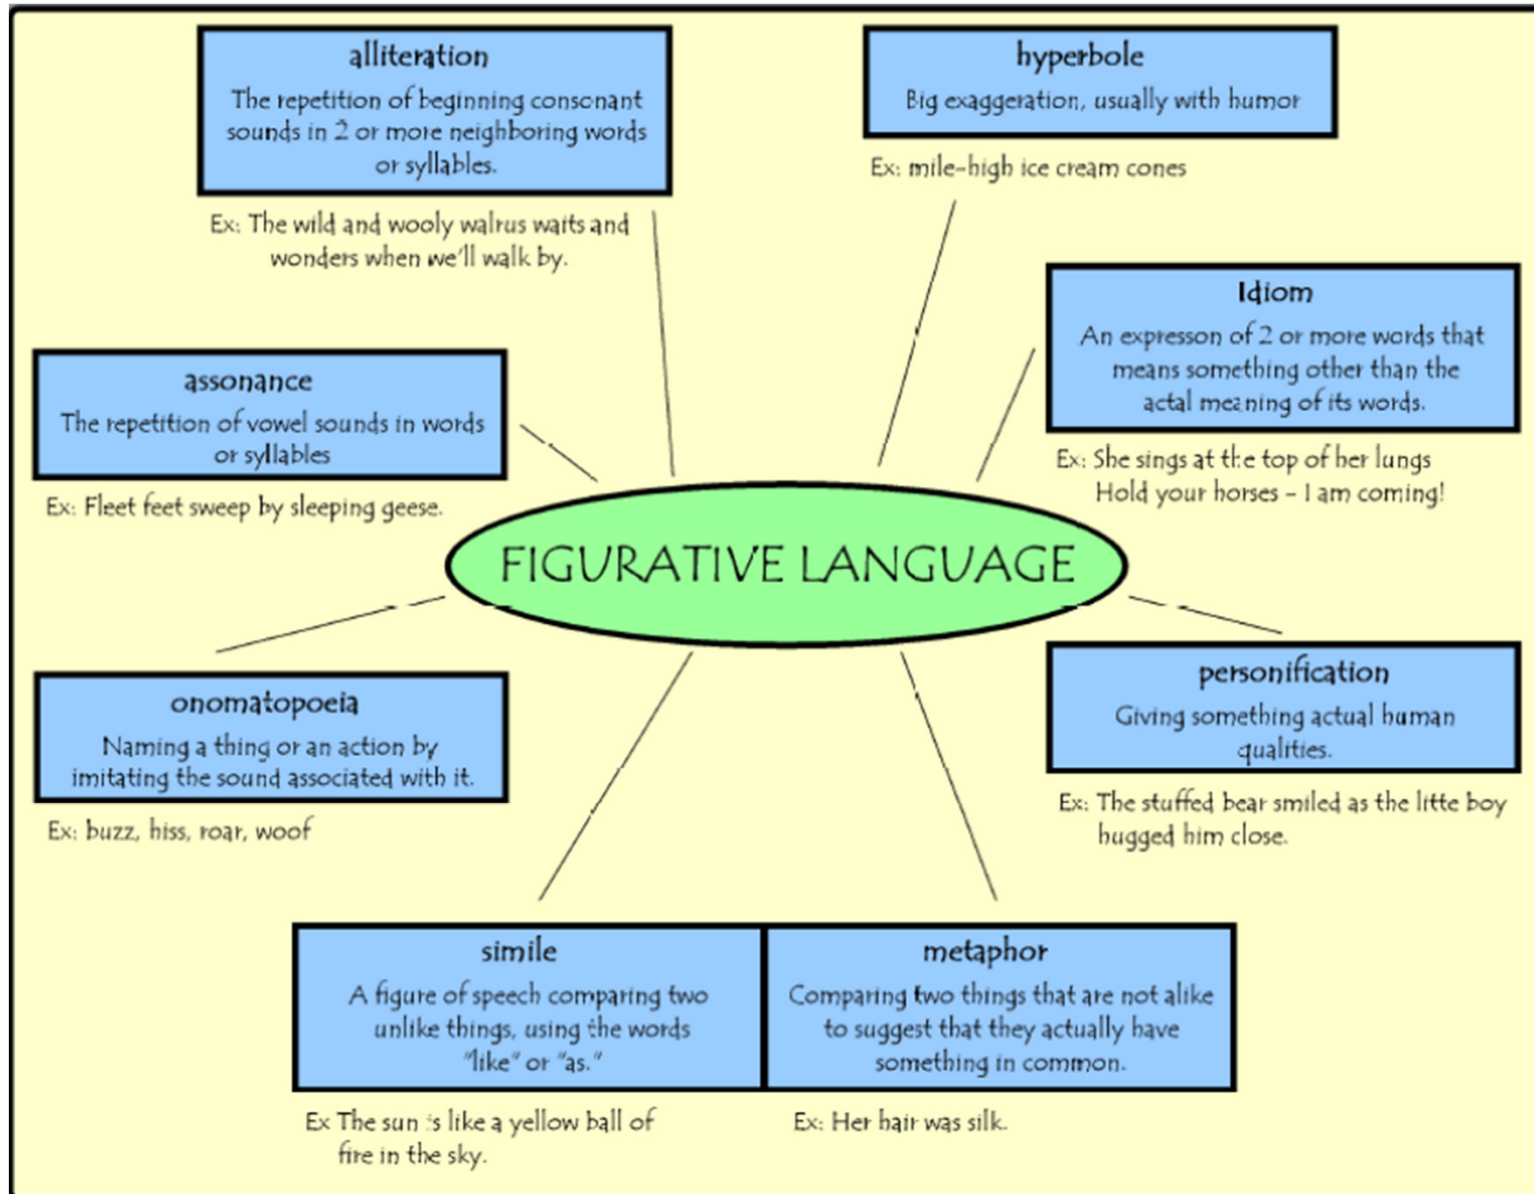 alliteration
The repetition of beginning consonant
sounds in 2 or more neighboring words
or syllables.
Ex: The wild and wooly walrus waits and
wonders when we'll walk by.
hyperbole
Big exaggeration, usually with humor
Ex: mile-high ice cream cones
Idiom
An expresson of 2 or more words that
means something other than the
actal meaning of its words.
Ex: She sings at the top of her lungs
Hold your horses - I am coming!
assonance
The repetition of vowel sounds in words
or syllables
Ex: Fleet feet sweep by sleeping geese.
FIGURATIVE LANGUAGE
onomatopoeia
Naming a thing or an action by
imitating the sound associated with it.
Ex: buzz, hiss, roar, woof
personification
Giving something actual human
qualities.
Ex: The stuffed bear smiled as the litte boy
hugged him close.
simile
A figure of speech comparing two
unlike things, using the words
"like" or "as."
Ex The sun is like a yellow ball of
fire in the sky.
metaphor
Comparing two things that are not alike
to suggest that they actually have
something in common.
Ex: Her hair was silk.